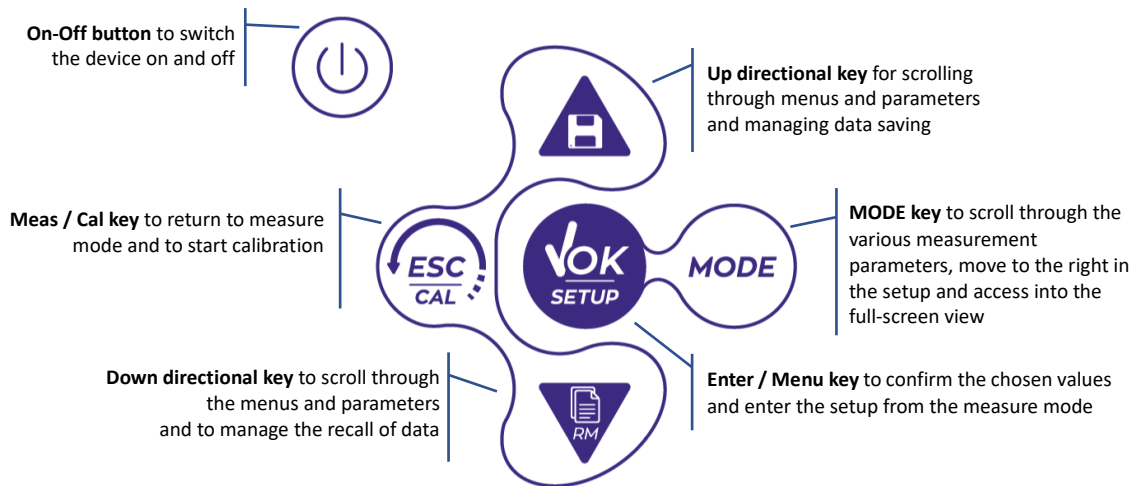 On-Off button to switch
the device on and off
Up directional key for scrolling
through menus and parameters
and managing data saving
Meas / Cal key to return to measure
mode and to start calibration
ESC
CAL
√OK
SETUP
MODE
MODE key to scroll through the
various measurement
parameters, move to the right in
the setup and access into the
full-screen view
Down directional key to scroll through
the menus and parameters
and to manage the recall of data
RM
Enter / Menu key to confirm the chosen values
and enter the setup from the measure mode